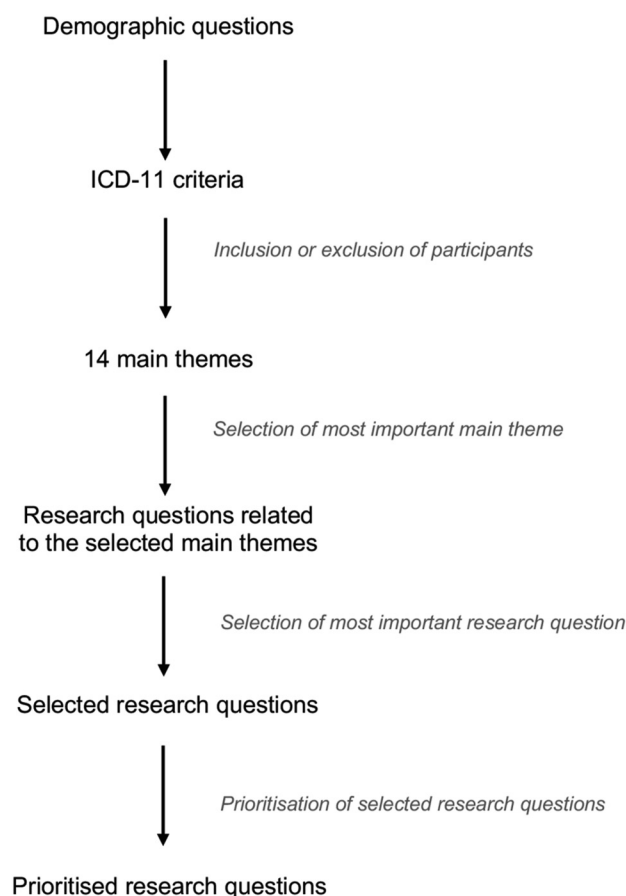 Demographic questions
ICD-11 criteria
Inclusion or exclusion of participants
14 main themes
Selection of most important main theme
Research questions related
to the selected main themes
Selection of most important research question
Selected research questions
Prioritisation of selected research questions
Prioritised research questions